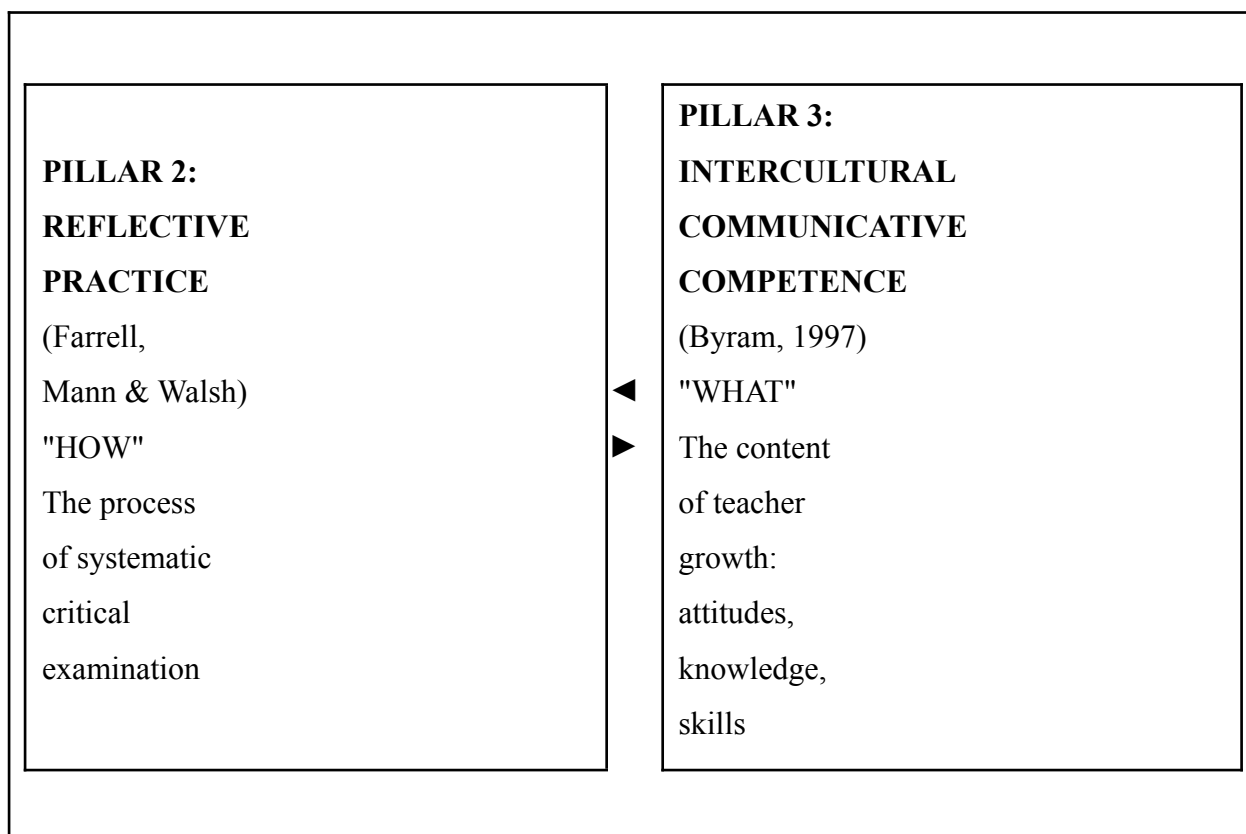 PILLAR 2:
REFLECTIVE
PRACTICE
(Farrell,
Mann & Walsh)
"HOW"
The process
of systematic
critical
examination
◄
►
PILLAR 3:
INTERCULTURAL
COMMUNICATIVE
COMPETENCE
(Byram, 1997)
"WHAT"
The content
of teacher
growth:
attitudes,
knowledge,
skills